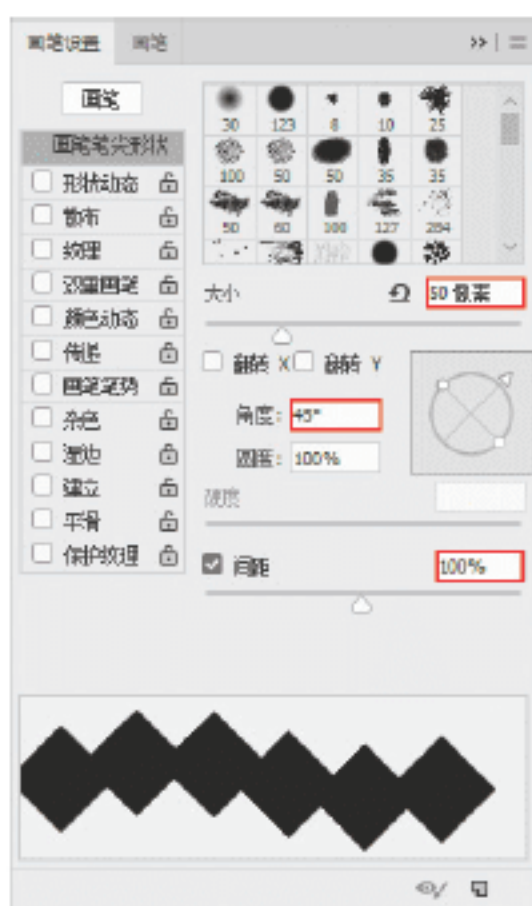 画笔设置 画笔
画笔
30 123 8 10 25
画笔笔尖形状
100 50 50 35 35
形状动态
散布
50 60 100 127 284
纹理
双重画笔
大小 50 像素
颜色动态
传递
翻转 X 翻转 Y
画笔笔势
杂色
角度: 45°
湿边
圆度: 100%
建立
硬度
平滑
保护纹理
间距 100%